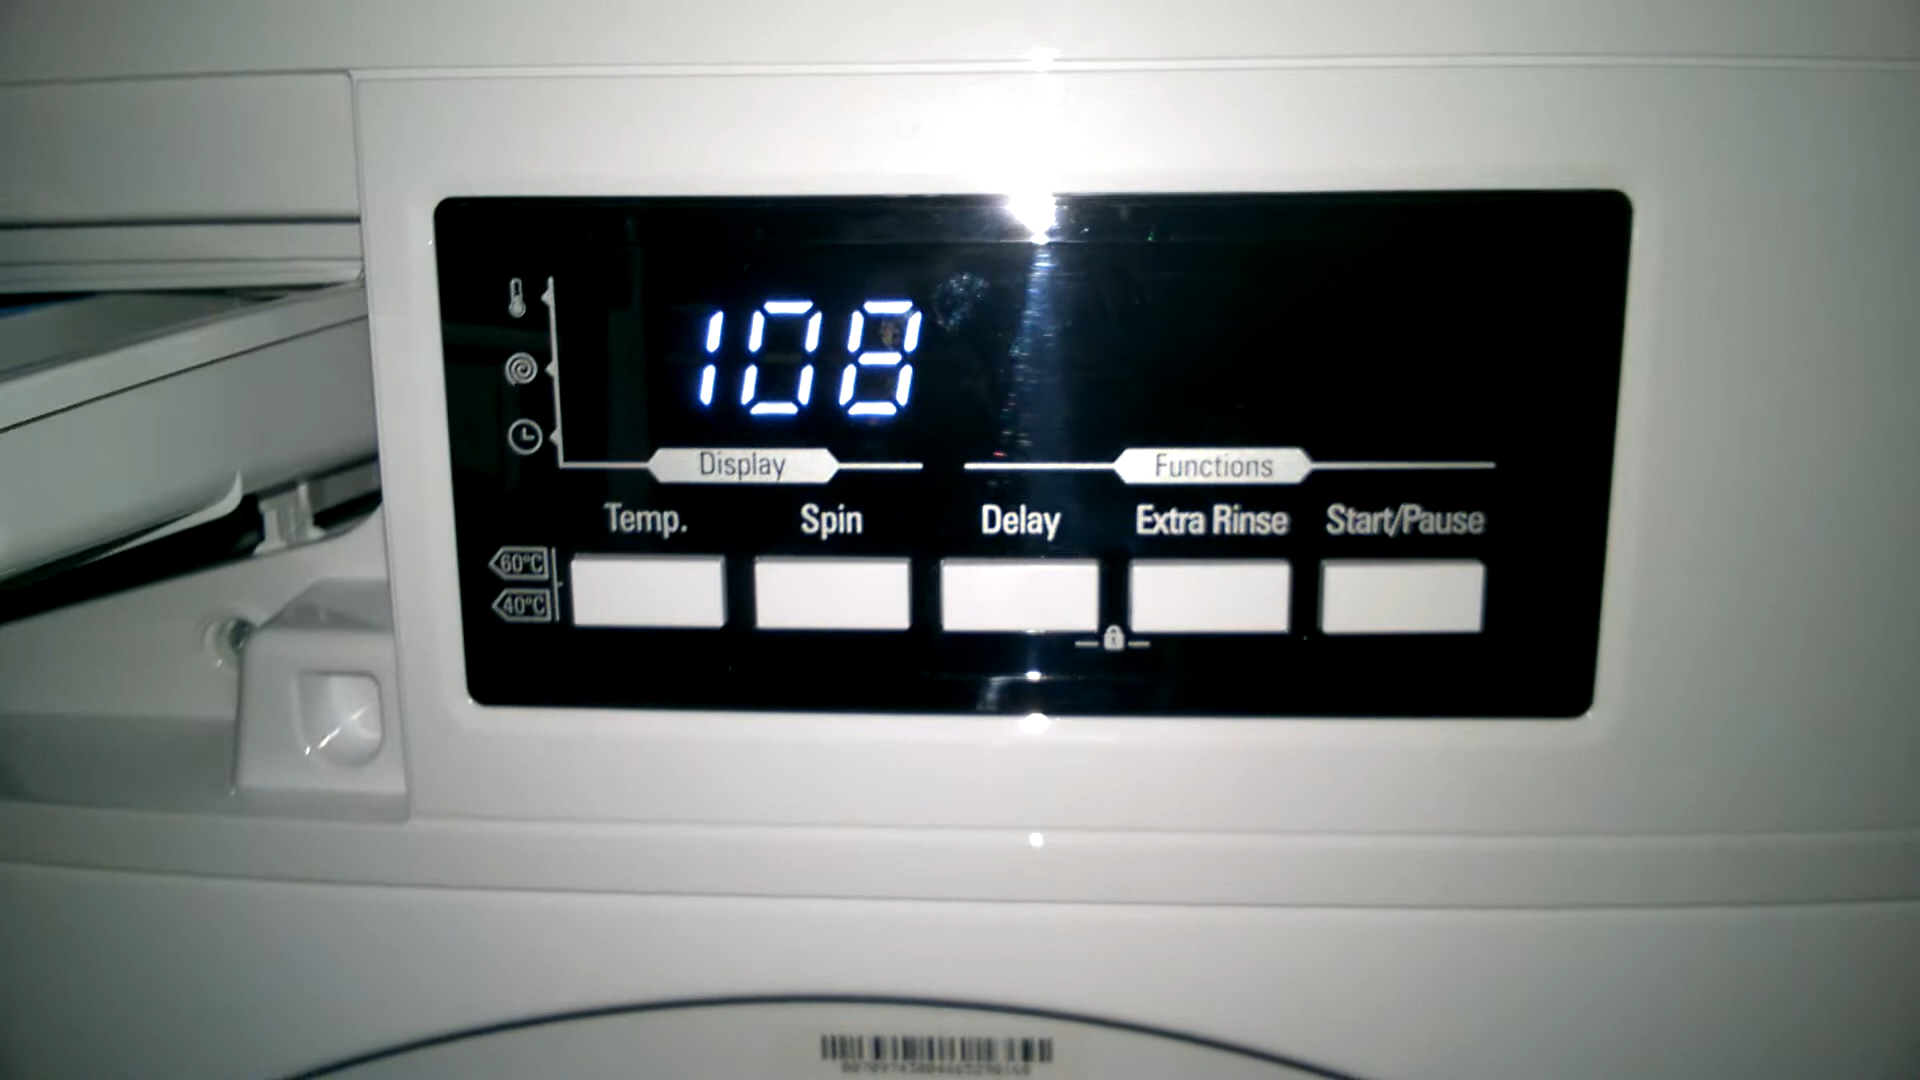 108
Display
Functions
Temp. Spin Delay Extra Rinse Start/Pause
60°C
40°C